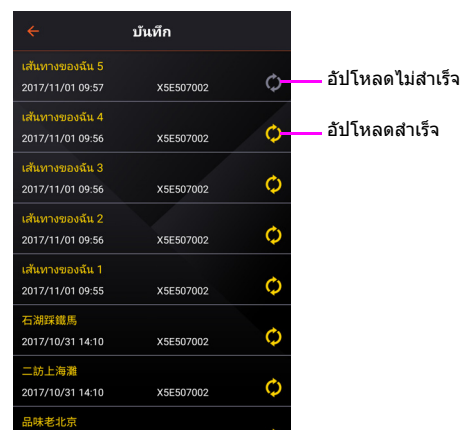 บันทึก
เส้นทางของฉัน 5
2017/11/01 09:57 X5E507002
อัปโหลดไม่สำเร็จ
เส้นทางของฉัน 4
2017/11/01 09:56 X5E507002
อัปโหลดสำเร็จ
เส้นทางของฉัน 3
2017/11/01 09:56 X5E507002
เส้นทางของฉัน 2
2017/11/01 09:56 X5E507002
เส้นทางของฉัน 1
2017/11/01 09:55 X5E507002
石湖踩鐵馬
2017/10/31 14:10 X5E507002
二訪上海灘
2017/10/31 14:10 X5E507002
品味老北京